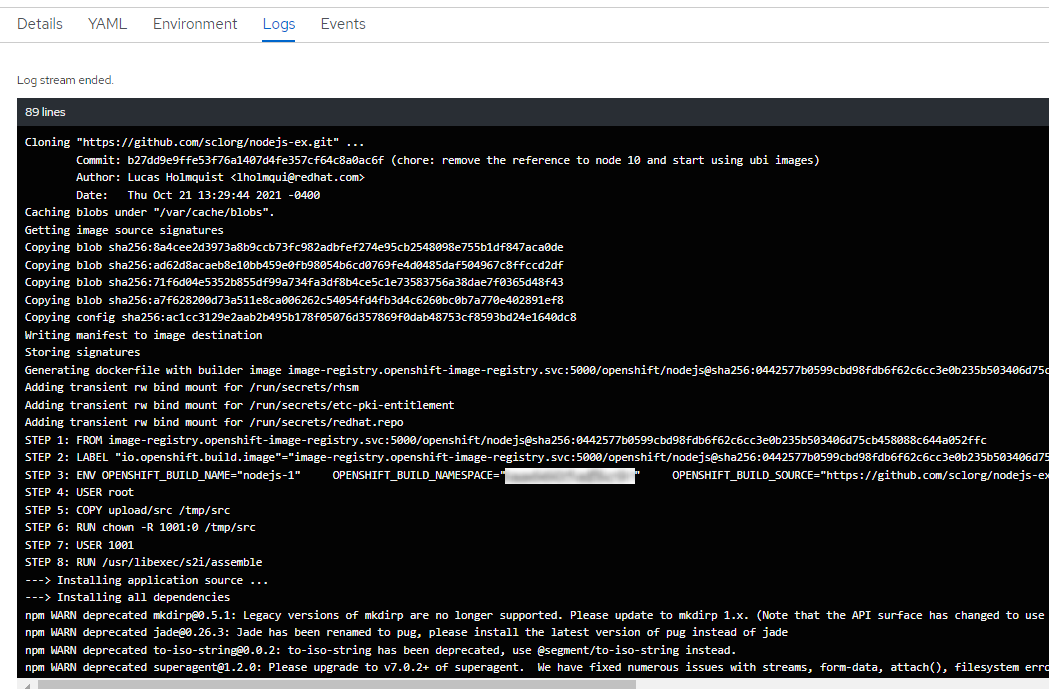 Details YAML Environment Logs Events
Log stream ended.
89 lines
Cloning "https://github.com/sclorg/nodejs-ex.git" ...
Commit: b27dd9e9ffe53f76a1407d4fe357cf64c8a0ac6f (chore: remove the reference to node 10 and start using ubi images)
Author: Lucas Holmquist <lholmqui@redhat.com>
Date: Thu Oct 21 13:29:44 2021 -0400
Caching blobs under "/var/cache/blobs".
Getting image source signatures
Copying blob sha256:8a4cee2d3973a8b9ccb73fc982adbfef274e95cb2548098e755b1df847aca0de
Copying blob sha256:ad62d8acaeb8e10bb459e0fb98054b6cd0769fe4d0485daf504967c8ffccd2df
Copying blob sha256:71f6d04e5352b855df99a734fa3df8b4ce5c1e73583756a38dae7f0365d48f43
Copying blob sha256:a7f628200d73a511e8ca006262c54054fd4fb3d4c6260bc0b7a770e402891ef8
Copying config sha256:ac1cc3129e2aab2b495b178f05076d357869f0dab48753cf8593bd24e1640dc8
Writing manifest to image destination
Storing signatures
Generating dockerfile with builder image image-registry.openshift-image-registry.svc:5000/openshift/nodejs@sha256:0442577b0599cbd98fdb6f62c6cc3e0b235b503406d75c
Adding transient rw bind mount for /run/secrets/rhsm
Adding transient rw bind mount for /run/secrets/etc-pki-entitlement
Adding transient rw bind mount for /run/secrets/redhat.repo
STEP 1: FROM image-registry.openshift-image-registry.svc:5000/openshift/nodejs@sha256:0442577b0599cbd98fdb6f62c6cc3e0b235b503406d75cb458088c644a052ffc
STEP 2: LABEL "io.openshift.build.image"="image-registry.openshift-image-registry.svc:5000/openshift/nodejs@sha256:0442577b0599cbd98fdb6f62c6cc3e0b235b503406d75
STEP 3: ENV OPENSHIFT_BUILD_NAME="nodejs-1" OPENSHIFT_BUILD_NAMESPACE=" " OPENSHIFT_BUILD_SOURCE="https://github.com/sclorg/nodejs-ex
STEP 4: USER root
STEP 5: COPY upload/src /tmp/src
STEP 6: RUN chown -R 1001:0 /tmp/src
STEP 7: USER 1001
STEP 8: RUN /usr/libexec/s2i/assemble
---> Installing application source ...
---> Installing all dependencies
npm WARN deprecated mkdirp@0.5.1: Legacy versions of mkdirp are no longer supported. Please update to mkdirp 1.x. (Note that the API surface has changed to use
npm WARN deprecated jade@0.26.3: Jade has been renamed to pug, please install the latest version of pug instead of jade
npm WARN deprecated to-iso-string@0.0.2: to-iso-string has been deprecated, use @segment/to-iso-string instead.
npm WARN deprecated superagent@1.2.0: Please upgrade to v7.0.2+ of superagent. We have fixed numerous issues with streams, form-data, attach(), filesystem erro